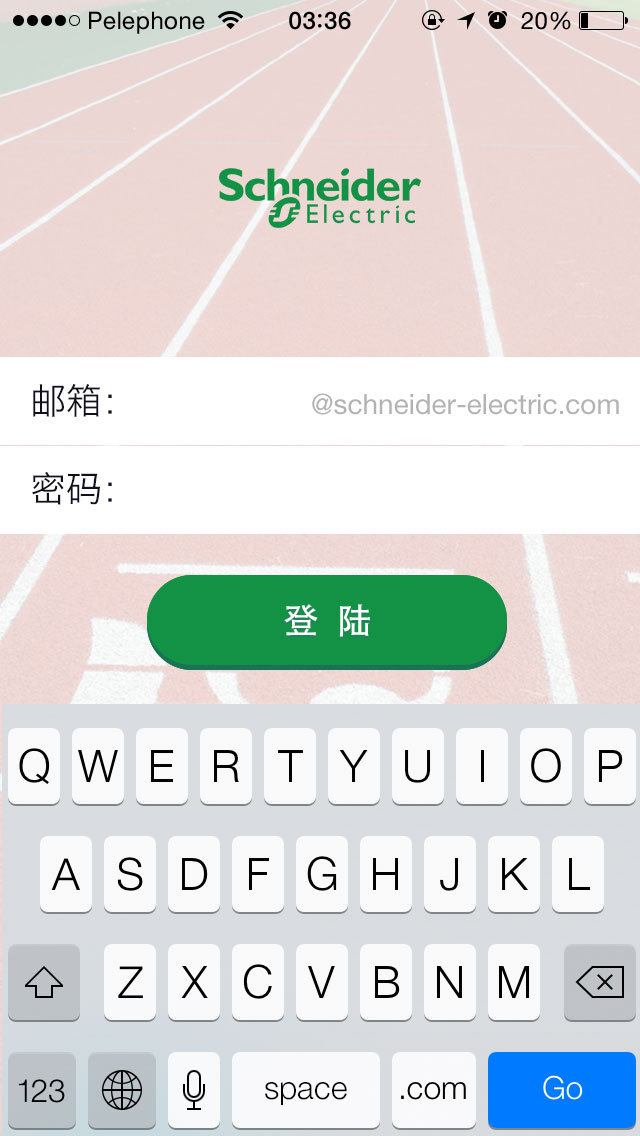 Pelephone 03:36 20%
Schneider
Electric
邮箱: @schneider-electric.com
密码:
登 陆
Q W E R T Y U I O P
A S D F G H J K L
Z X C V B N M
123 space .com Go